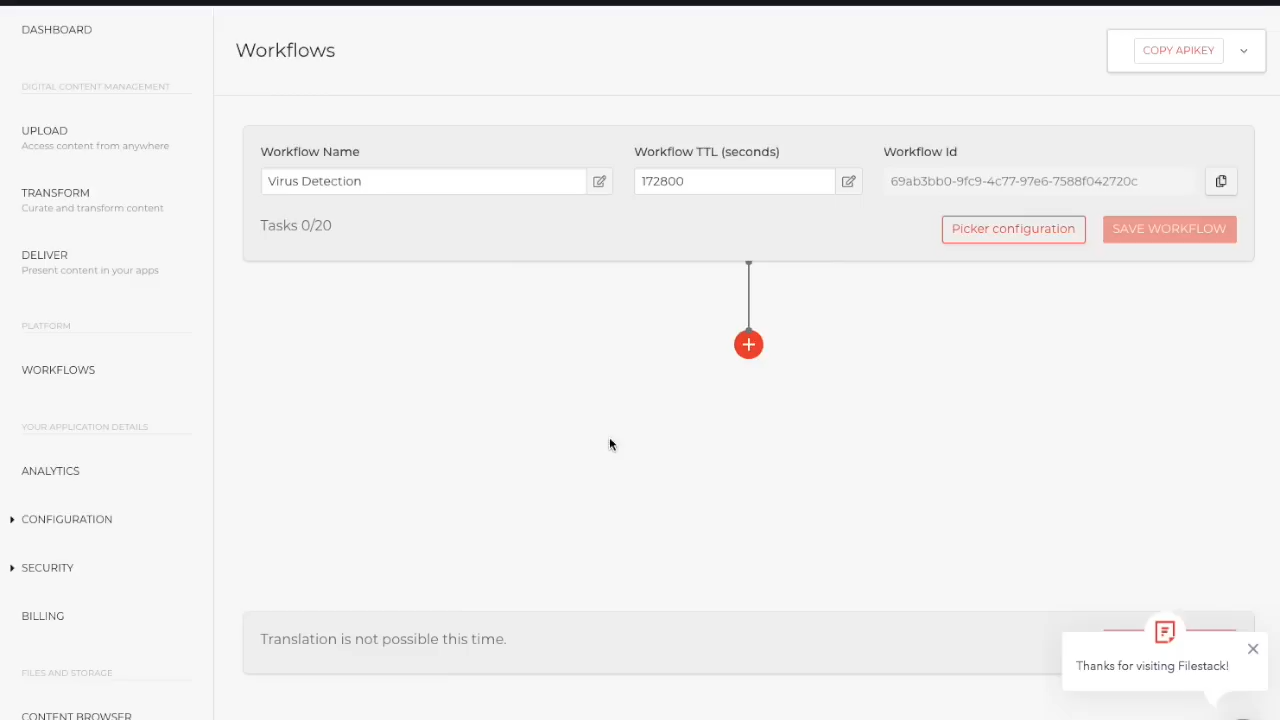 DASHBOARD
DIGITAL CONTENT MANAGEMENT
UPLOAD
Access content from anywhere
TRANSFORM
Curate and transform content
DELIVER
Present content in your apps
PLATFORM
WORKFLOWS
YOUR APPLICATION DETAILS
ANALYTICS
CONFIGURATION
SECURITY
BILLING
FILES AND STORAGE
CONTENT BROWSER
Workflows
COPY APIKEY
Workflow Name
Workflow TTL (seconds)
Workflow Id
Virus Detection
172800
69ab3bb0-9fc9-4c77-97e6-7588f042720c
Tasks 0/20
Picker configuration
SAVE WORKFLOW
Translation is not possible this time.
Thanks for visiting Filestack!